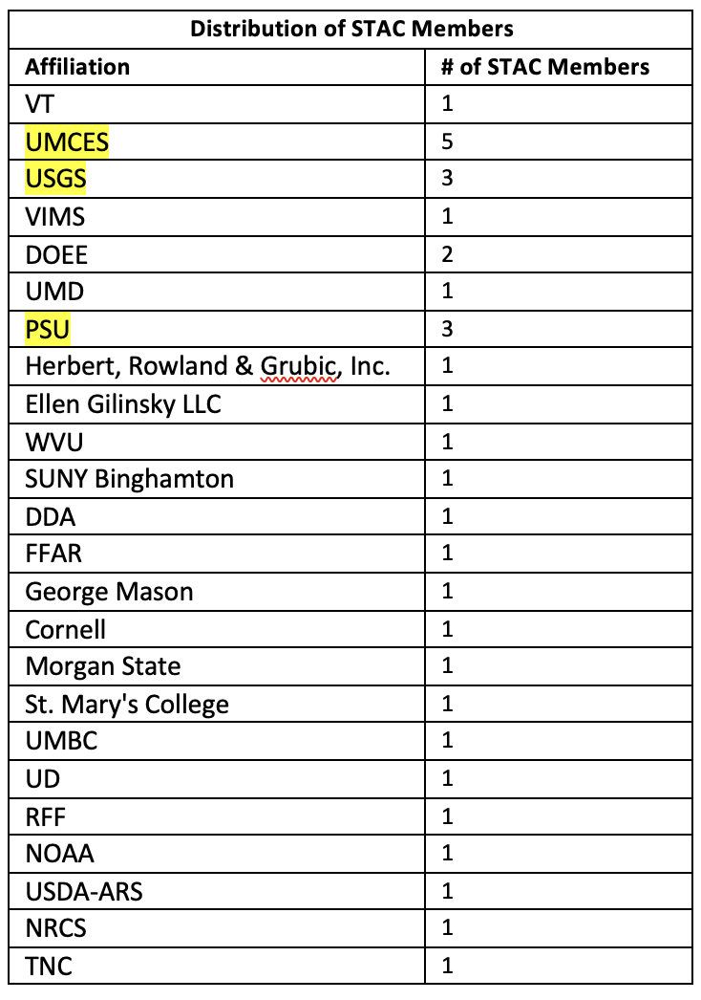 Distribution of STAC Members
Affiliation # of STAC Members
VT 1
UMCES 5
USGS 3
VIMS 1
DOEE 2
UMD 1
PSU 3
Herbert, Rowland & Grubic, Inc. 1
Ellen Gilinsky LLC 1
WVU 1
SUNY Binghamton 1
DDA 1
FFAR 1
George Mason 1
Cornell 1
Morgan State 1
St. Mary's College 1
UMBC 1
UD 1
RFF 1
NOAA 1
USDA-ARS 1
NRCS 1
TNC 1